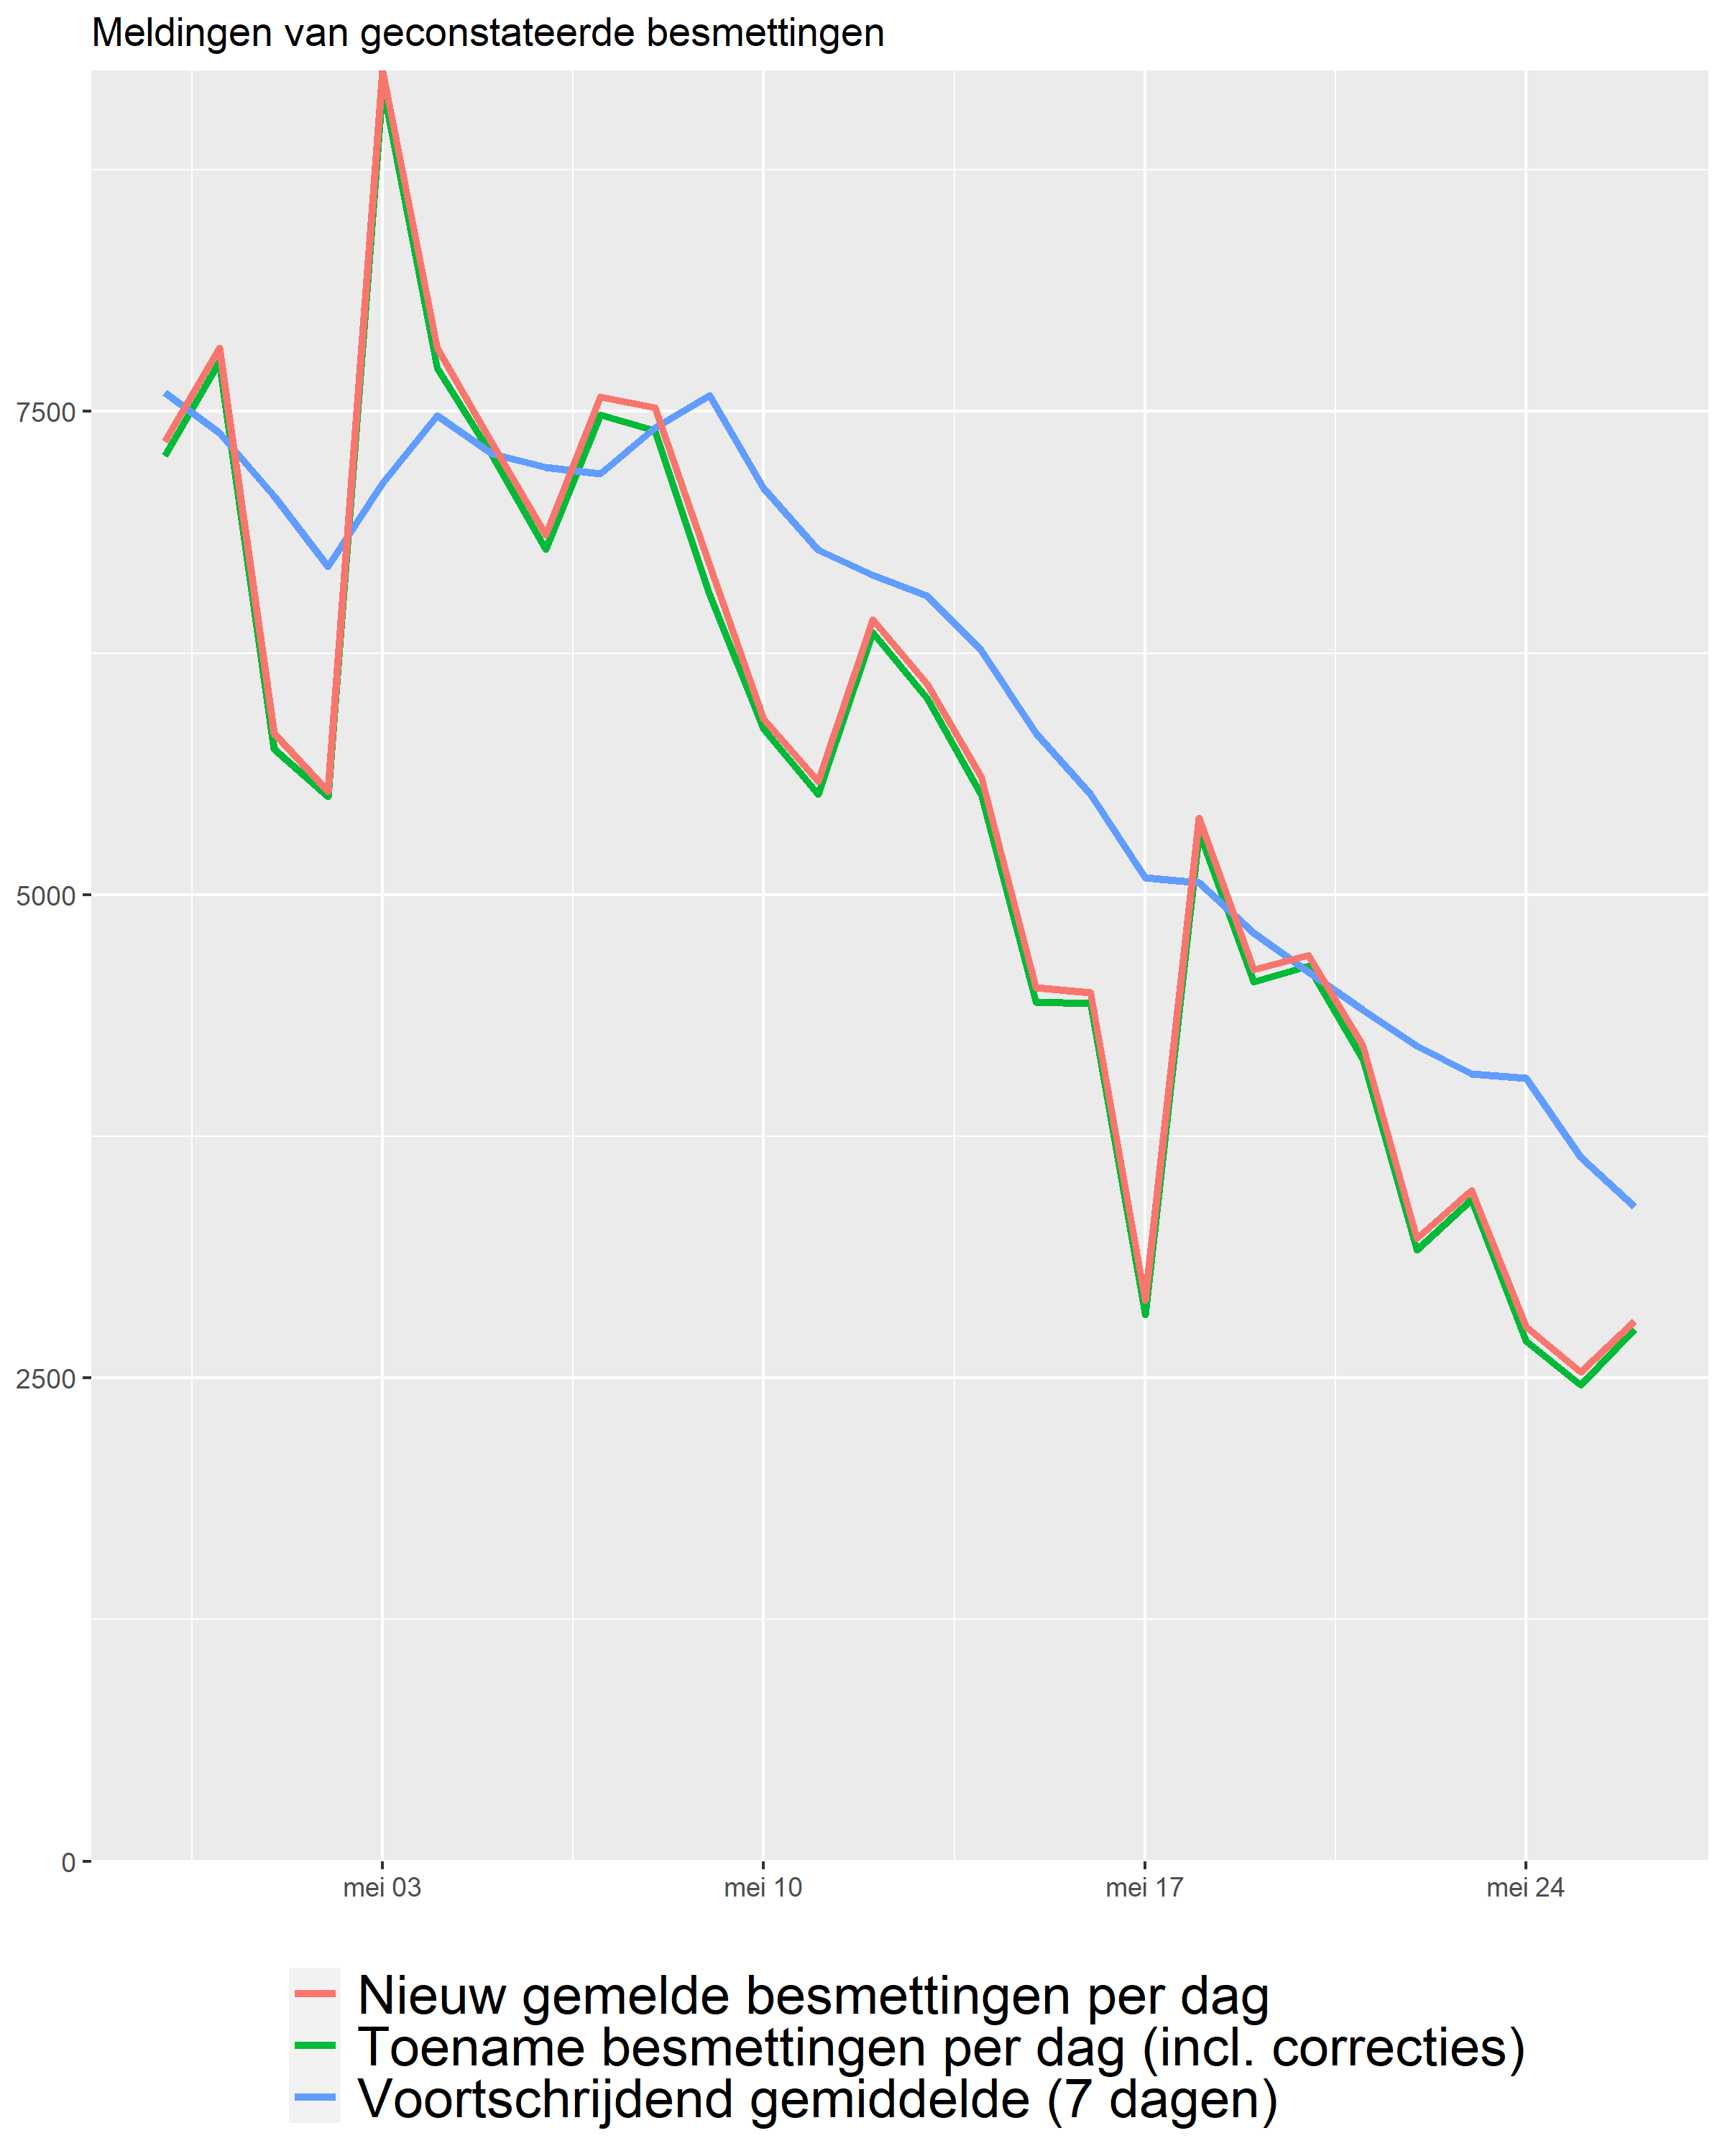 Meldingen van geconstateerde besmettingen
7500
5000
2500
0
mei 03 mei 10 mei 17 mei 24
Nieuw gemelde besmettingen per dag
Toename besmettingen per dag (incl. correcties)
Voortschrijdend gemiddelde (7 dagen)